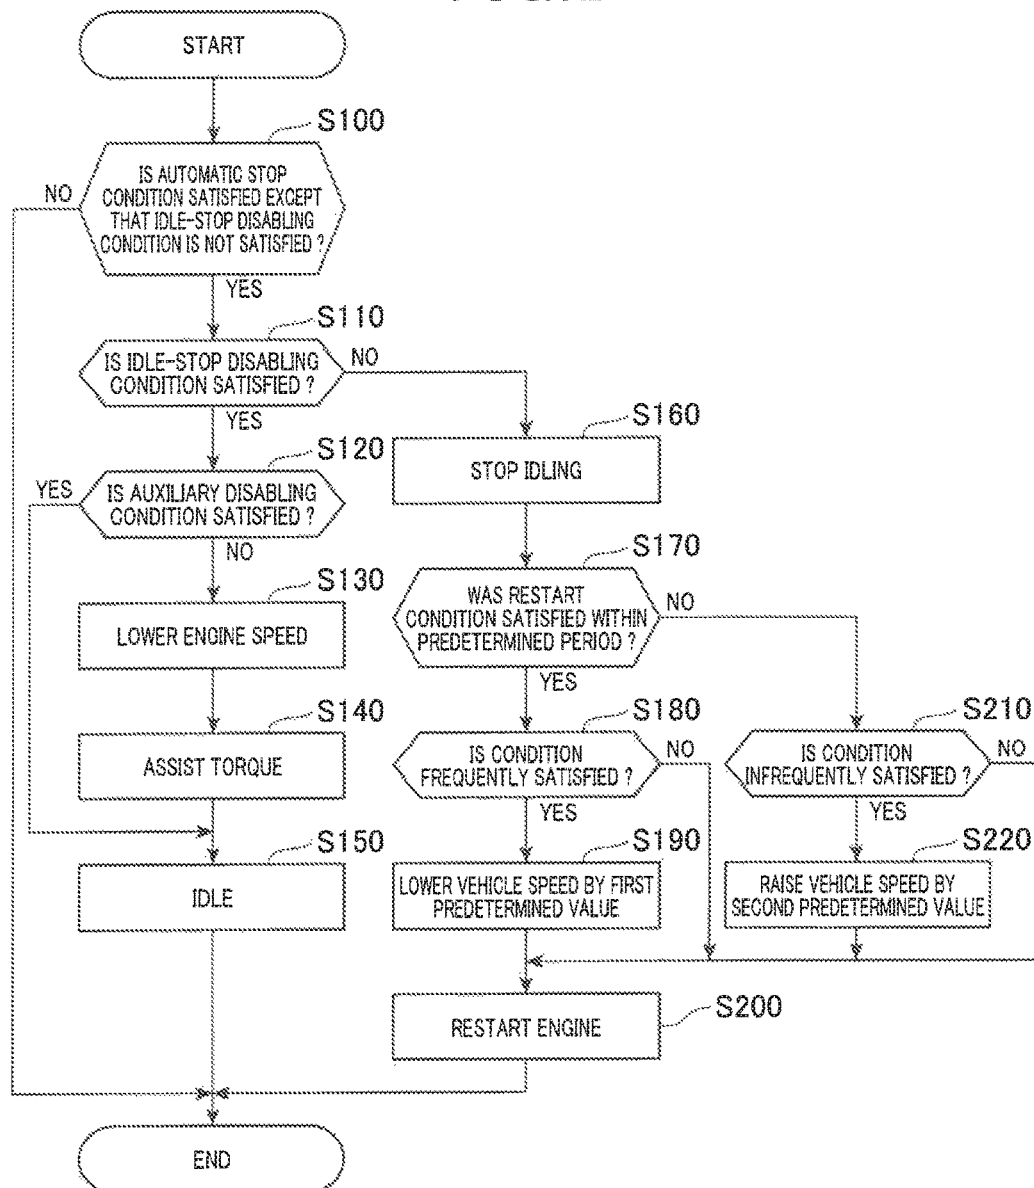 START
S100
IS AUTOMATIC STOP
CONDITION SATISFIED EXCEPT
THAT IDLE-STOP DISABLING
CONDITION IS NOT SATISFIED ?
NO
YES
S110
IS IDLE-STOP DISABLING
CONDITION SATISFIED ?
NO
YES
S120
IS AUXILIARY DISABLING
CONDITION SATISFIED ?
YES
NO
S130
LOWER ENGINE SPEED
S140
ASSIST TORQUE
S150
IDLE
S160
STOP IDLING
S170
WAS RESTART
CONDITION SATISFIED WITHIN
PREDETERMINED PERIOD ?
NO
YES
S180
IS CONDITION
FREQUENTLY SATISFIED ?
NO
YES
S190
LOWER VEHICLE SPEED BY FIRST
PREDETERMINED VALUE
S210
IS CONDITION
INFREQUENTLY SATISFIED ?
NO
YES
S220
RAISE VEHICLE SPEED BY
SECOND PREDETERMINED VALUE
S200
RESTART ENGINE
END